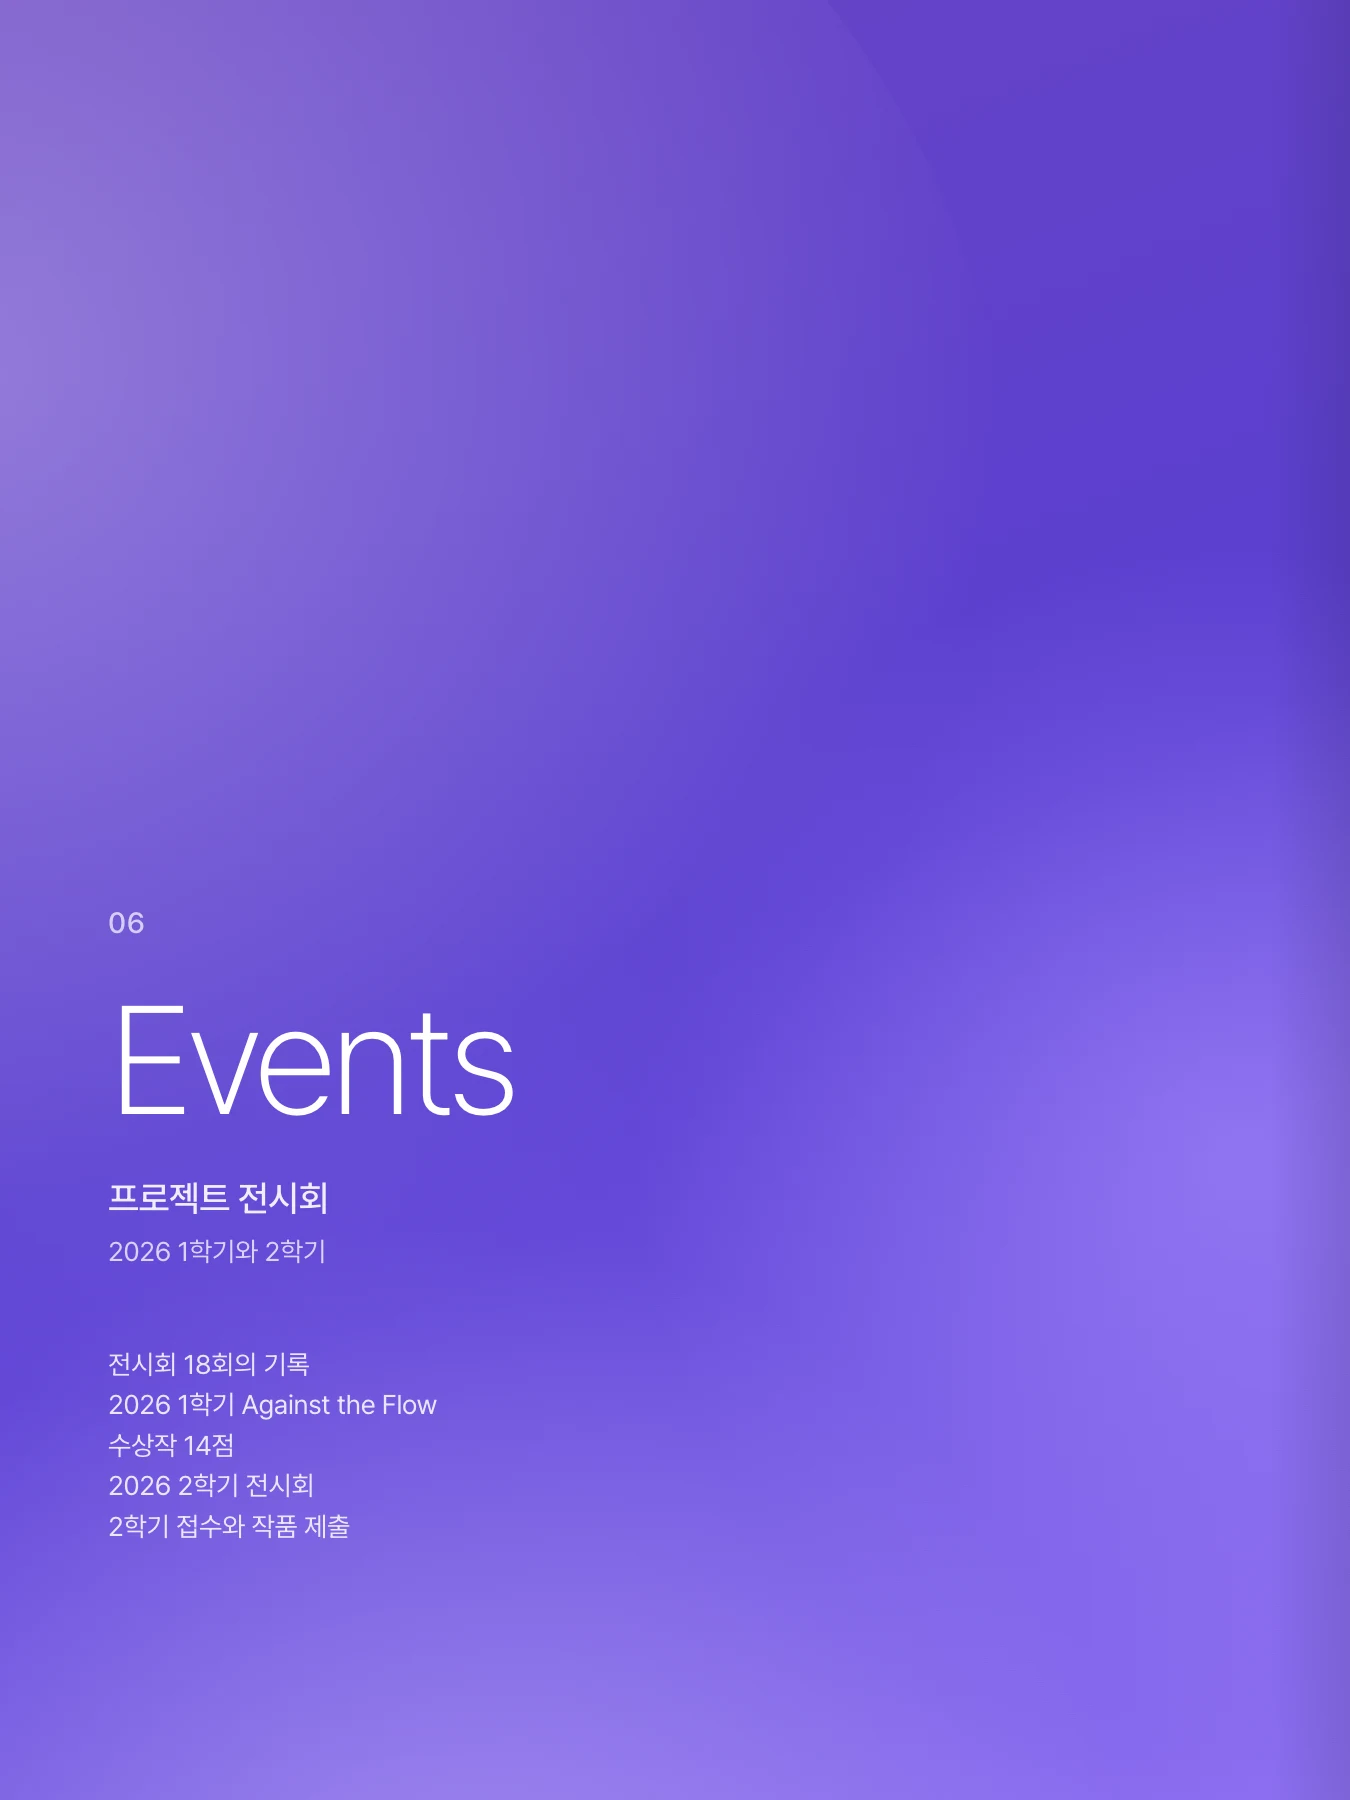 06
Events
프로젝트 전시회
2026 1학기와 2학기
전시회 18회의 기록
2026 1학기 Against the Flow
수상작 14점
2026 2학기 전시회
2학기 접수와 작품 제출